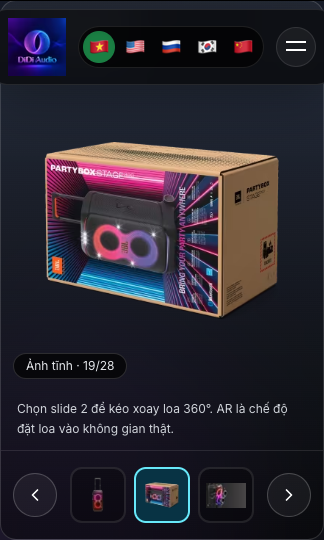 DiDi Audio
PARTYBOX STAGE
BRING YOUR PARTY ANYWHERE
PARTYBOX
JBL
Ảnh tĩnh · 19/28
Chọn slide 2 để kéo xoay loa 360°. AR là chế độ
đặt loa vào không gian thật.